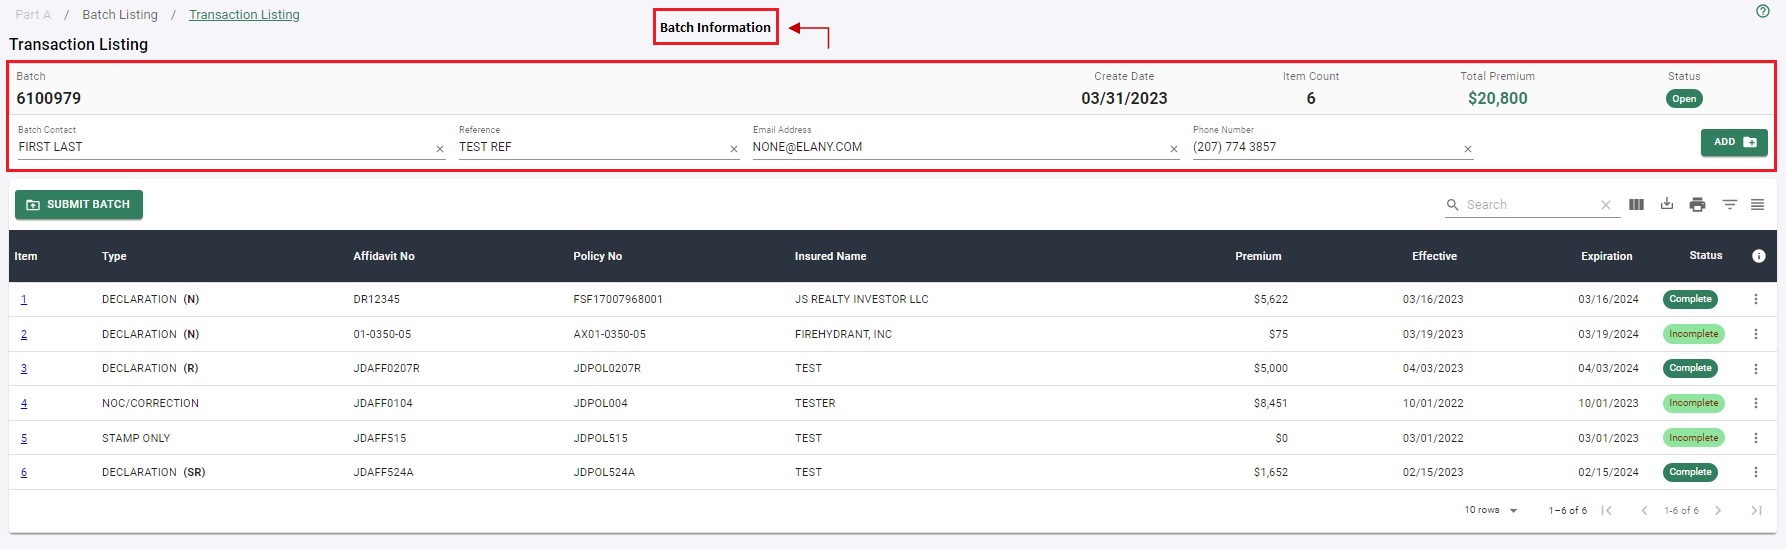 Part A / Batch Listing / Transaction Listing
Batch Information
Transaction Listing
Batch Create Date Item Count Total Premium Status
6100979 03/31/2023 6 $20,800 Open
Batch Contact Reference Email Address Phone Number
FIRST LAST TEST REF NONE@ELANY.COM (207) 774 3857 ADD
SUBMIT BATCH Search
Item Type Affidavit No Policy No Insured Name Premium Effective Expiration Status
1 DECLARATION (N) DR12345 FSF17007968001 JS REALTY INVESTOR LLC $5,622 03/16/2023 03/16/2024 Complete
2 DECLARATION (N) 01-0350-05 AX01-0350-05 FIREHYDRANT, INC $75 03/19/2023 03/19/2024 Incomplete
3 DECLARATION (R) JDAFF0207R JDPOL0207R TEST $5,000 04/03/2023 04/03/2024 Complete
4 NOC/CORRECTION JDAFF0104 JDPOL004 TESTER $8,451 10/01/2022 10/01/2023 Incomplete
5 STAMP ONLY JDAFF515 JDPOL515 TEST $0 03/01/2022 03/01/2023 Incomplete
6 DECLARATION (SR) JDAFF524A JDPOL524A TEST $1,652 02/15/2023 02/15/2024 Complete
10 rows 1–6 of 6 1-6 of 6